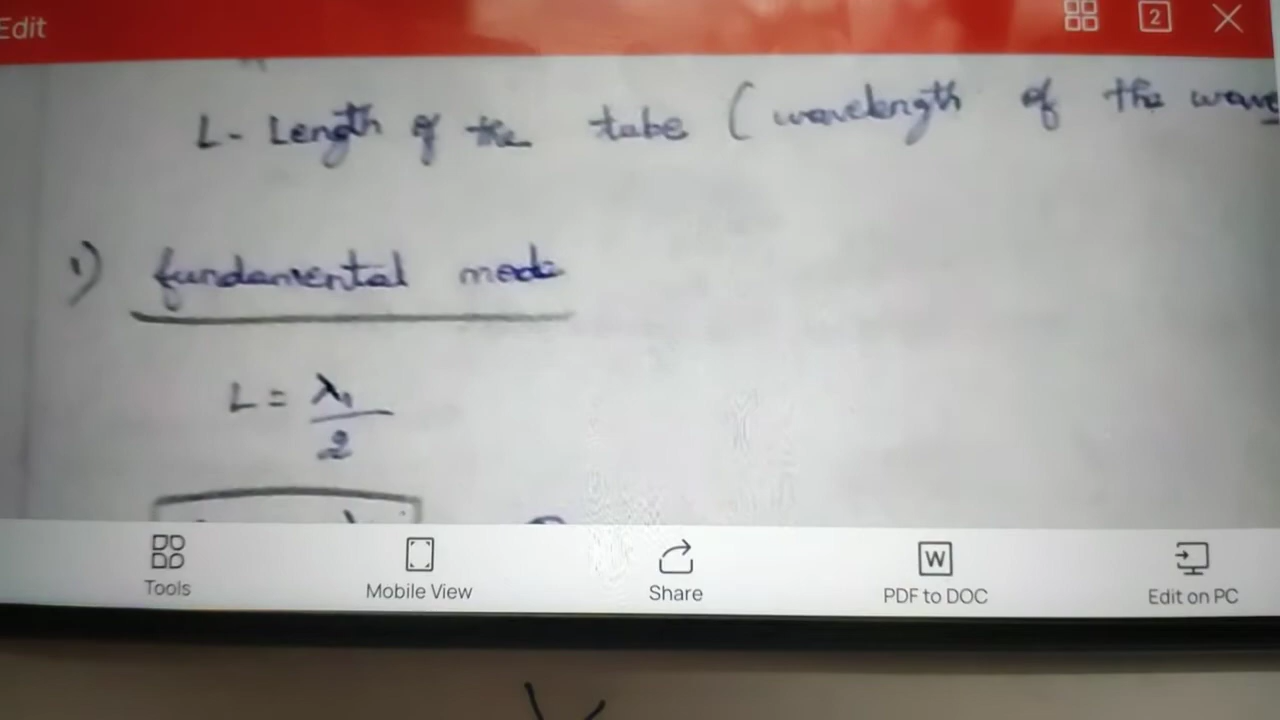 Edit
2
L - Length of the tube (wavelength of the wave
1) fundamental mode
L = λ₁
2
Tools Mobile View Share PDF to DOC Edit on PC